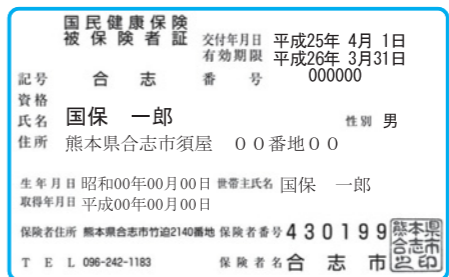 国民健康保険
被保険者証
交付年月日 平成25年 4月 1日
有効期限 平成26年 3月31日
記号 合志 番号 000000
資格
氏名 国保 一郎 性別 男
住所 熊本県合志市須屋 00番地00
生年月日 昭和00年00月00日 世帯主氏名 国保 一郎
取得年月日 平成00年00月00日
保険者住所 熊本県合志市竹迫2140番地 保険者番号 430199
TEL 096-242-1183 保険者名 合志市
熊本県
合志市
之印